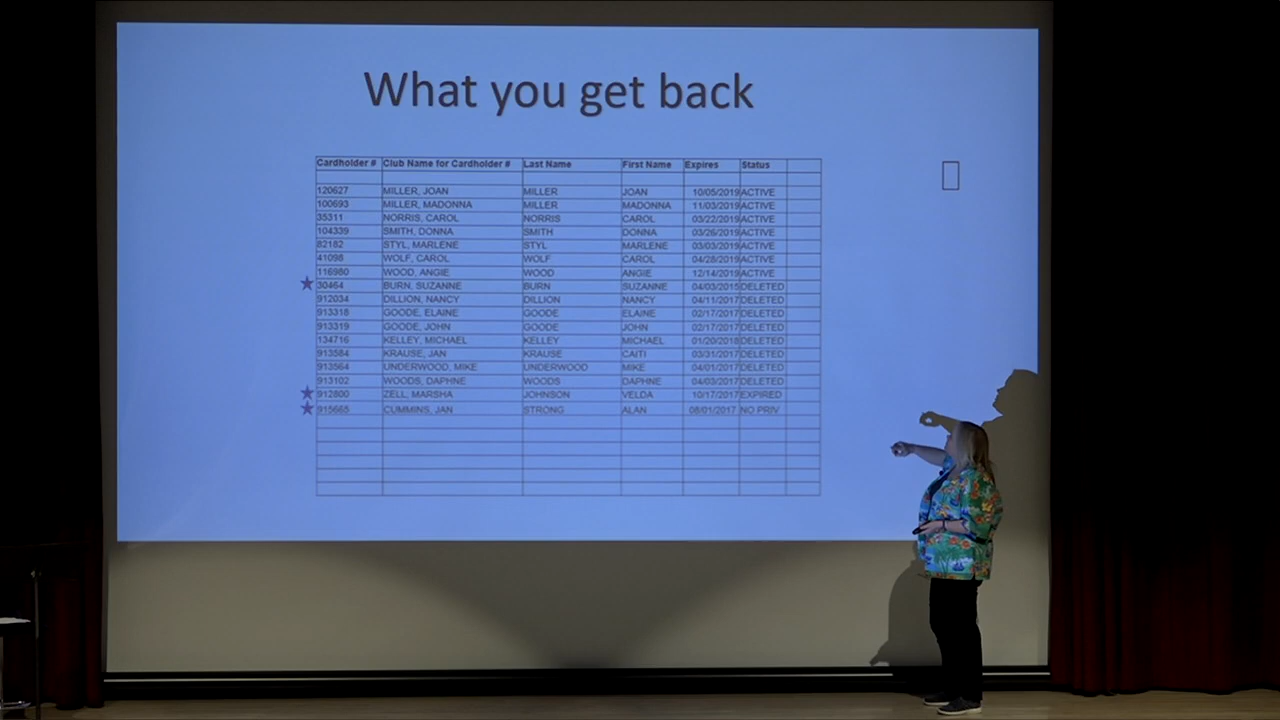 What you get back
Cardholder # Club Name for Cardholder # Last Name First Name Expires Status
120627 MILLER, JOAN MILLER JOAN 10/05/2019 ACTIVE
100693 MILLER, MADONNA MILLER MADONNA 11/03/2019 ACTIVE
35311 NORRIS, CAROL NORRIS CAROL 03/22/2019 ACTIVE
104339 SMITH, DONNA SMITH DONNA 03/26/2019 ACTIVE
82182 STYL, MARLENE STYL MARLENE 03/03/2019 ACTIVE
41098 WOLF, CAROL WOLF CAROL 04/28/2019 ACTIVE
116980 WOOD, ANGIE WOOD ANGIE 12/14/2019 ACTIVE
30464 BURN, SUZANNE BURN SUZANNE 04/03/2015 DELETED
912034 DILLION, NANCY DILLION NANCY 04/11/2017 DELETED
913318 GOODE, ELAINE GOODE ELAINE 02/17/2017 DELETED
913319 GOODE, JOHN GOODE JOHN 02/17/2017 DELETED
134716 KELLEY, MICHAEL KELLEY MICHAEL 01/20/2018 DELETED
913584 KRAUSE, JAN KRAUSE CAITI 03/31/2017 DELETED
913564 UNDERWOOD, MIKE UNDERWOOD MIKE 04/01/2017 DELETED
913102 WOODS, DAPHNE WOODS DAPHNE 04/03/2017 DELETED
912800 ZELL, MARSHA JOHNSON VELDA 10/17/2017 EXPIRED
915665 CUMMINS, JAN STRONG ALAN 08/01/2017 NO PRIV